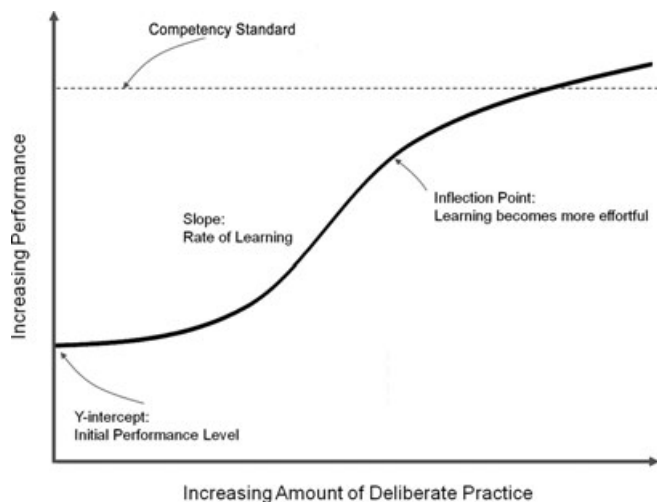 Competency Standard
Increasing Performance
Slope:
Rate of Learning
Inflection Point:
Learning becomes more effortful
Y-intercept:
Initial Performance Level
Increasing Amount of Deliberate Practice